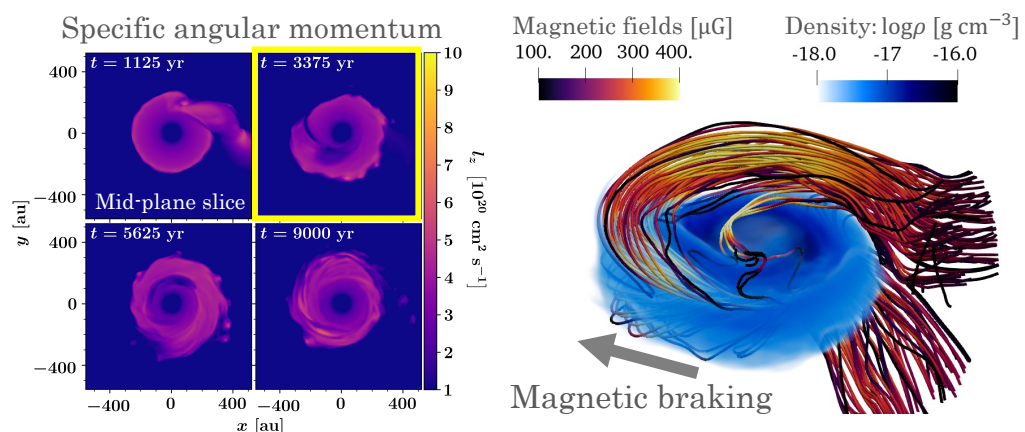 Specific angular momentum
t = 1125 yr
t = 3375 yr
Mid-plane slice
t = 5625 yr
t = 9000 yr
400
0
−400
400
0
−400
y [au]
−400
0
400
−400
0
400
x [au]
10
9
8
7
6
5
4
3
2
1
l_z [10²⁰ cm² s⁻¹]
Magnetic fields [μG]
100. 200 300 400.
Density: logρ [g cm⁻³]
-18.0 -17 -16.0
Magnetic braking